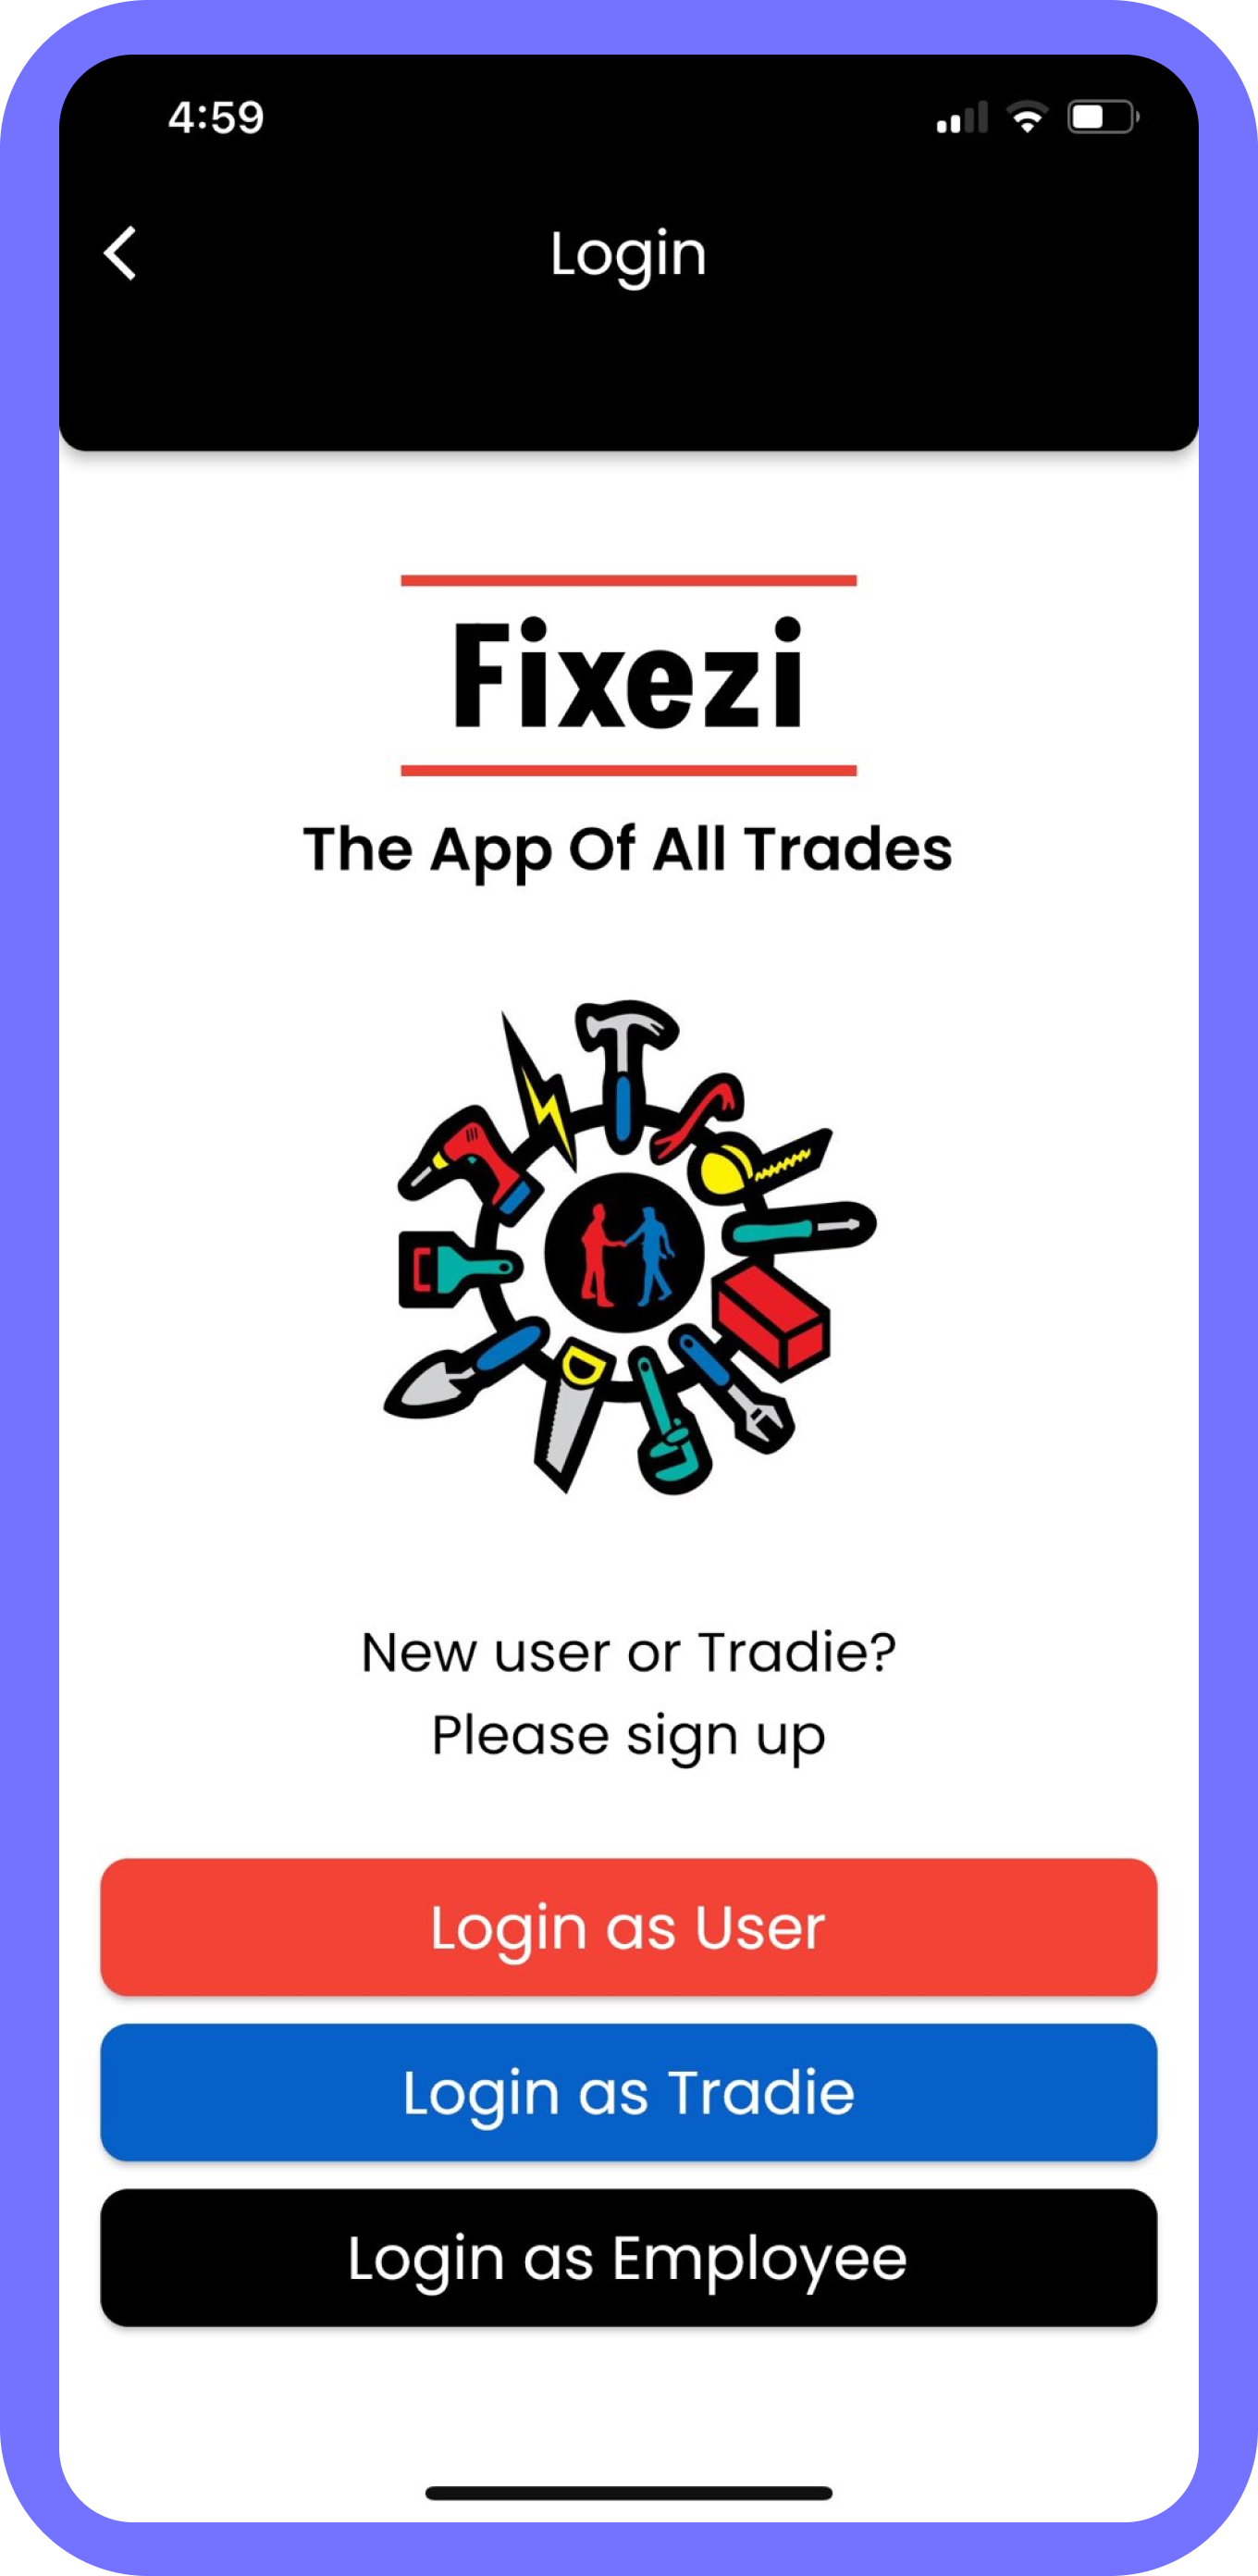 4:59
Login
Fixezi
The App Of All Trades
New user or Tradie?
Please sign up
Login as User
Login as Tradie
Login as Employee